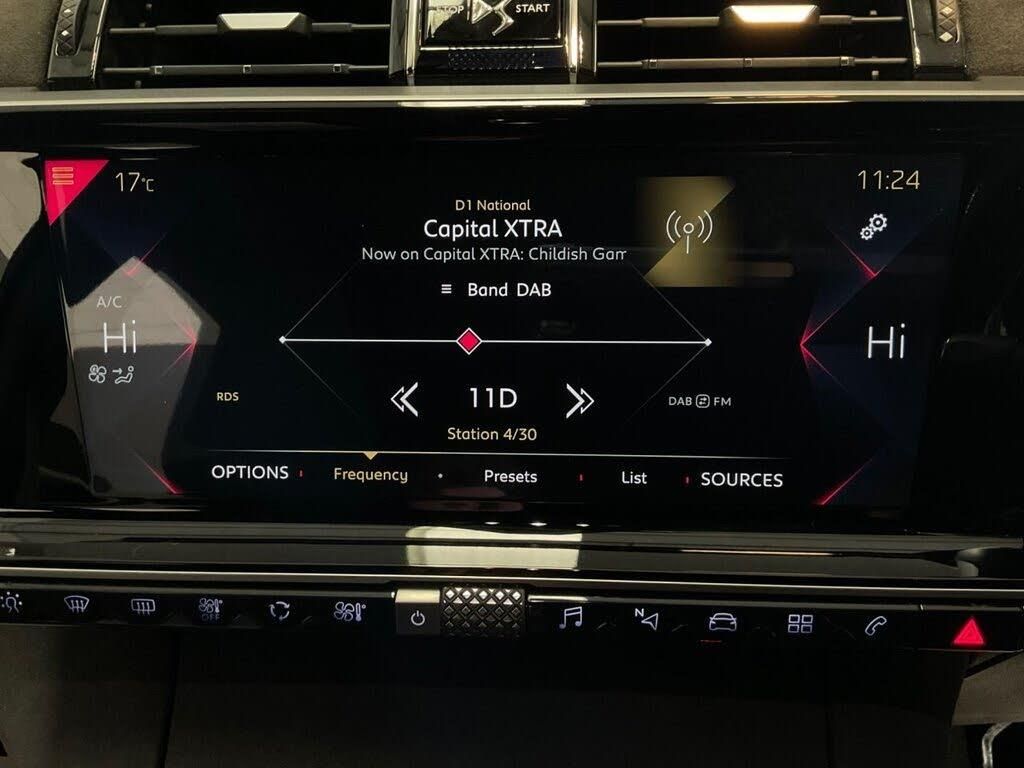 STOP START
17°C
11:24
D1 National
Capital XTRA
Now on Capital XTRA: Childish Gam
Band DAB
A/C
Hi
Hi
11D
RDS
DAB FM
Station 4/30
OPTIONS Frequency Presets List SOURCES
OFF
N